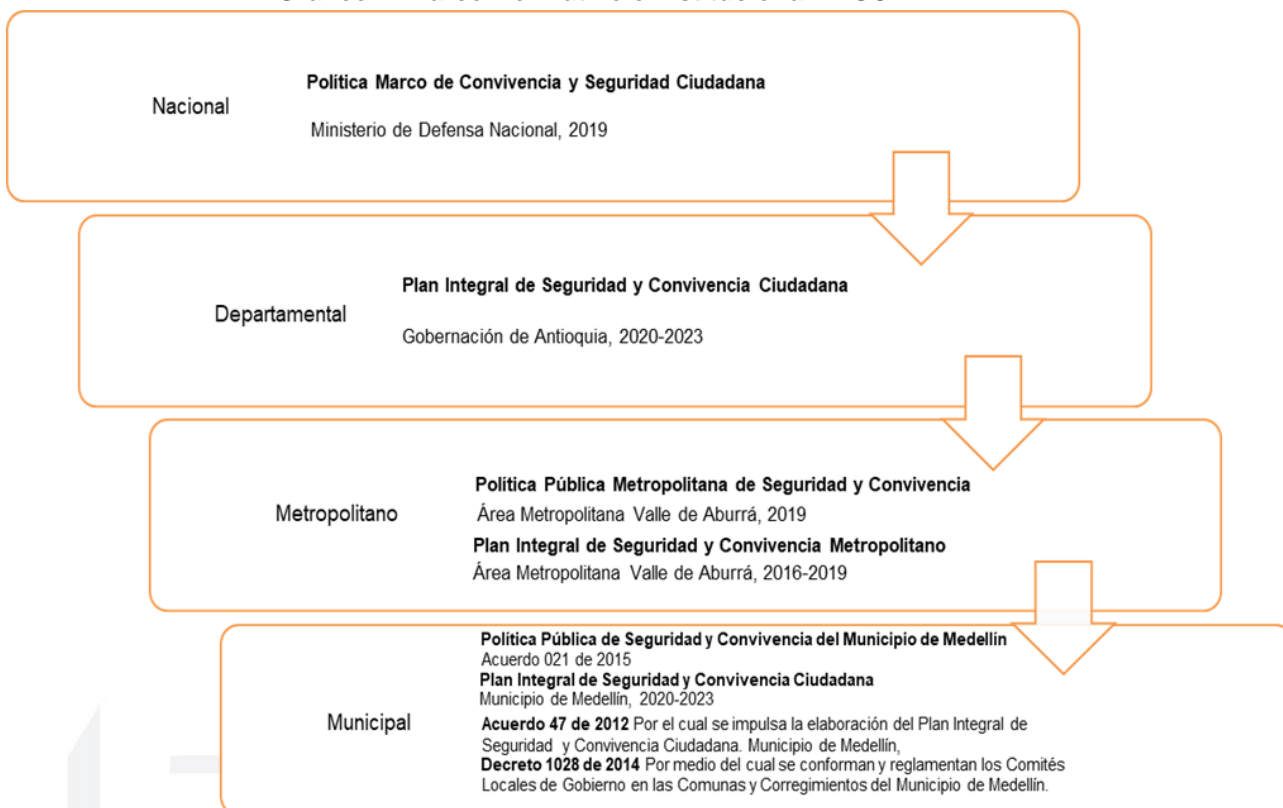 Nacional
Política Marco de Convivencia y Seguridad Ciudadana
Ministerio de Defensa Nacional, 2019
Departamental
Plan Integral de Seguridad y Convivencia Ciudadana
Gobernación de Antioquia, 2020-2023
Metropolitano
Política Pública Metropolitana de Seguridad y Convivencia
Área Metropolitana Valle de Aburrá, 2019
Plan Integral de Seguridad y Convivencia Metropolitano
Área Metropolitana Valle de Aburrá, 2016-2019
Municipal
Política Pública de Seguridad y Convivencia del Municipio de Medellín
Acuerdo 021 de 2015
Plan Integral de Seguridad y Convivencia Ciudadana
Municipio de Medellín, 2020-2023
Acuerdo 47 de 2012 Por el cual se impulsa la elaboración del Plan Integral de
Seguridad y Convivencia Ciudadana. Municipio de Medellín,
Decreto 1028 de 2014 Por medio del cual se conforman y reglamentan los Comités
Locales de Gobierno en las Comunas y Corregimientos del Municipio de Medellín.